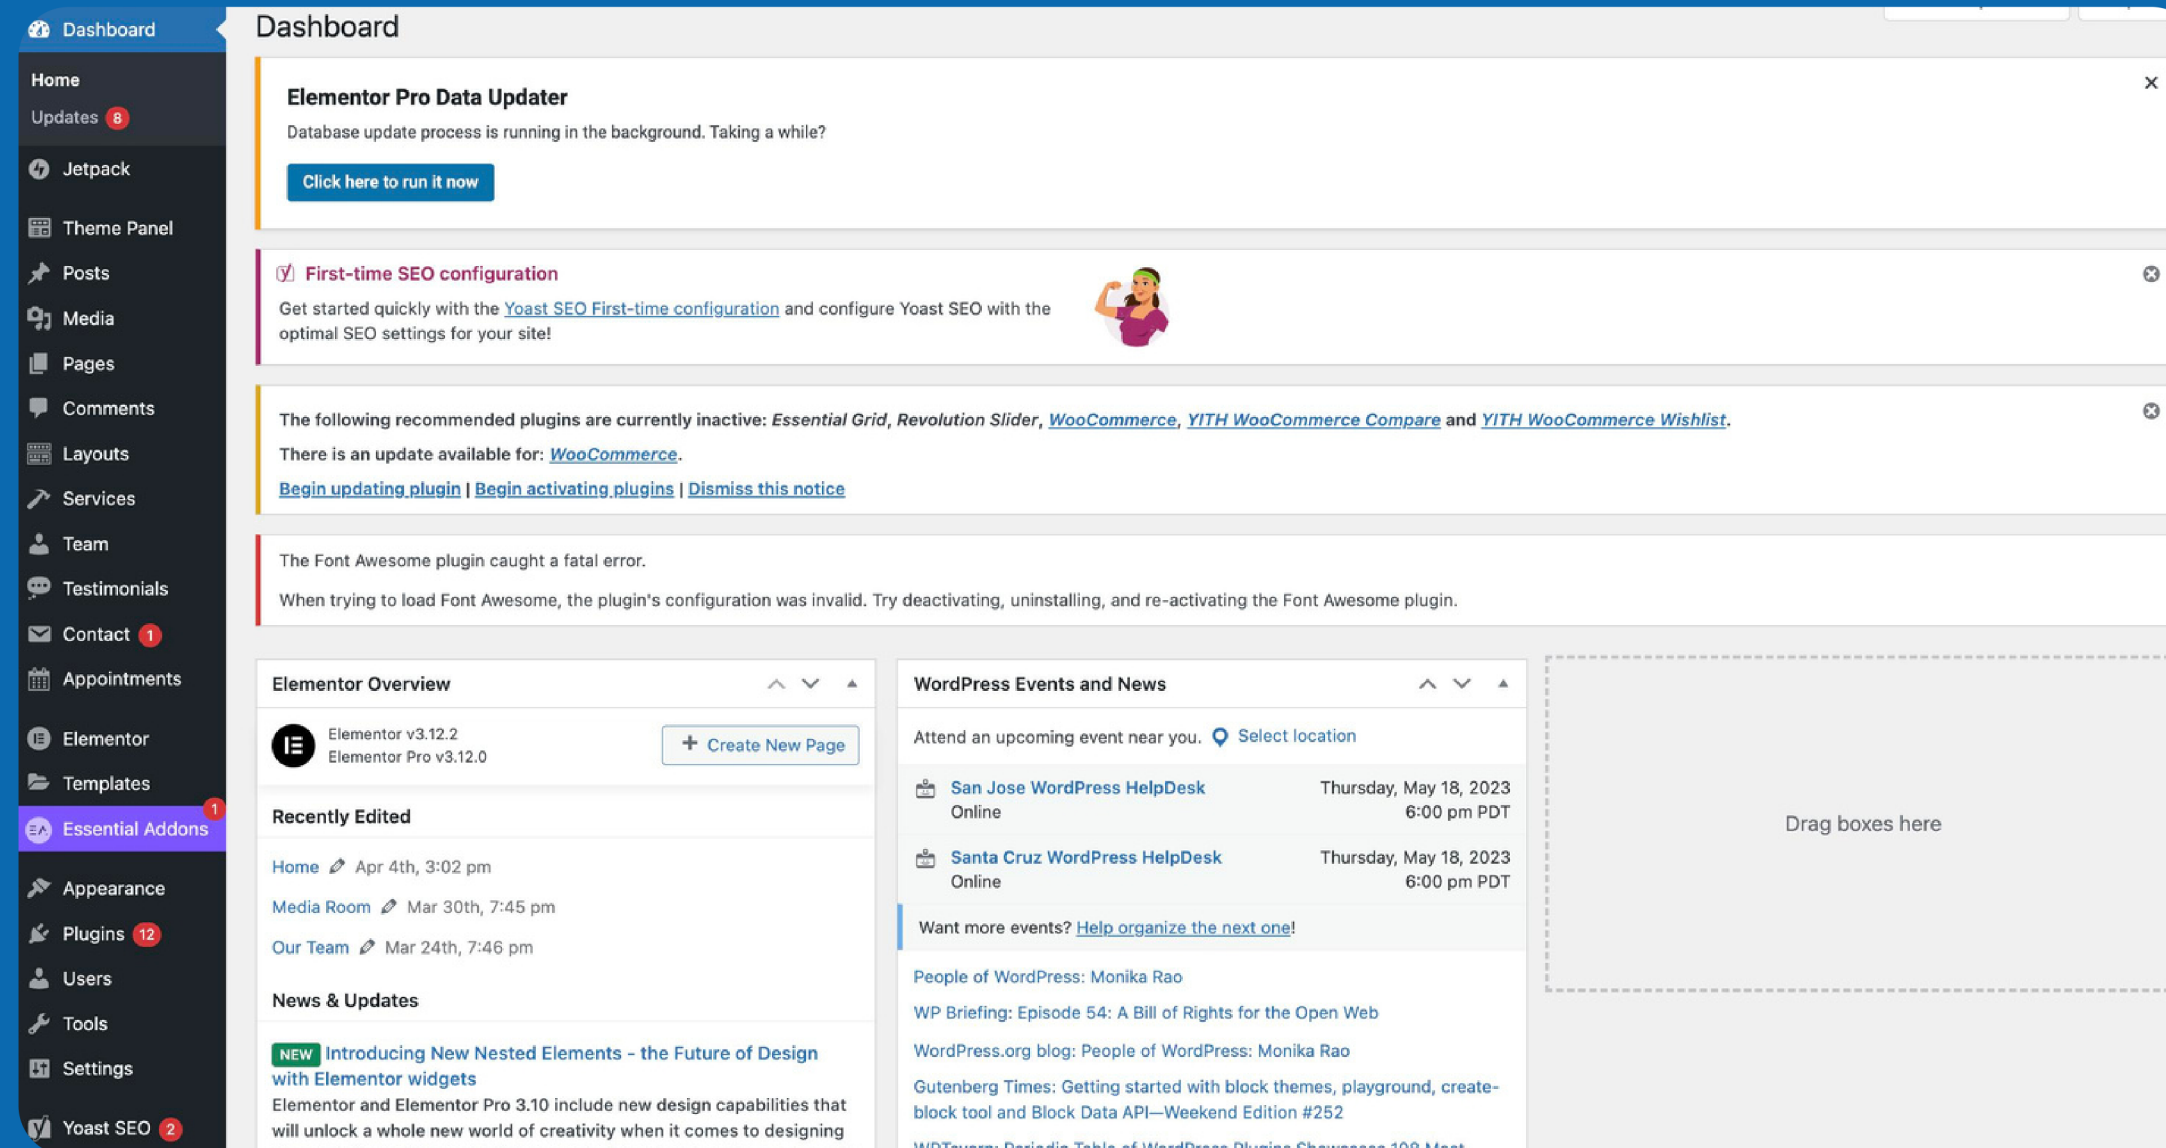 Dashboard
Home
Updates 8
Jetpack
Theme Panel
Posts
Media
Pages
Comments
Layouts
Services
Team
Testimonials
Contact 1
Appointments
Elementor
Templates
1
Essential Addons
Appearance
Plugins 12
Users
Tools
Settings
Yoast SEO 2
Dashboard
Elementor Pro Data Updater
Database update process is running in the background. Taking a while?
Click here to run it now
First-time SEO configuration
Get started quickly with the Yoast SEO First-time configuration and configure Yoast SEO with the
optimal SEO settings for your site!
The following recommended plugins are currently inactive: Essential Grid, Revolution Slider, WooCommerce, YITH WooCommerce Compare and YITH WooCommerce Wishlist.
There is an update available for: WooCommerce.
Begin updating plugin | Begin activating plugins | Dismiss this notice
The Font Awesome plugin caught a fatal error.
When trying to load Font Awesome, the plugin's configuration was invalid. Try deactivating, uninstalling, and re-activating the Font Awesome plugin.
Elementor Overview
Elementor v3.12.2
Elementor Pro v3.12.0
+ Create New Page
Recently Edited
Home Apr 4th, 3:02 pm
Media Room Mar 30th, 7:45 pm
Our Team Mar 24th, 7:46 pm
News & Updates
NEW Introducing New Nested Elements - the Future of Design
with Elementor widgets
Elementor and Elementor Pro 3.10 include new design capabilities that
will unlock a whole new world of creativity when it comes to designing
WordPress Events and News
Attend an upcoming event near you. Select location
San Jose WordPress HelpDesk Thursday, May 18, 2023
Online 6:00 pm PDT
Santa Cruz WordPress HelpDesk Thursday, May 18, 2023
Online 6:00 pm PDT
Want more events? Help organize the next one!
People of WordPress: Monika Rao
WP Briefing: Episode 54: A Bill of Rights for the Open Web
WordPress.org blog: People of WordPress: Monika Rao
Gutenberg Times: Getting started with block themes, playground, create-
block tool and Block Data API—Weekend Edition #252
WPTavern: Periodic Table of WordPress Plugins Showcases 108 Most
Drag boxes here